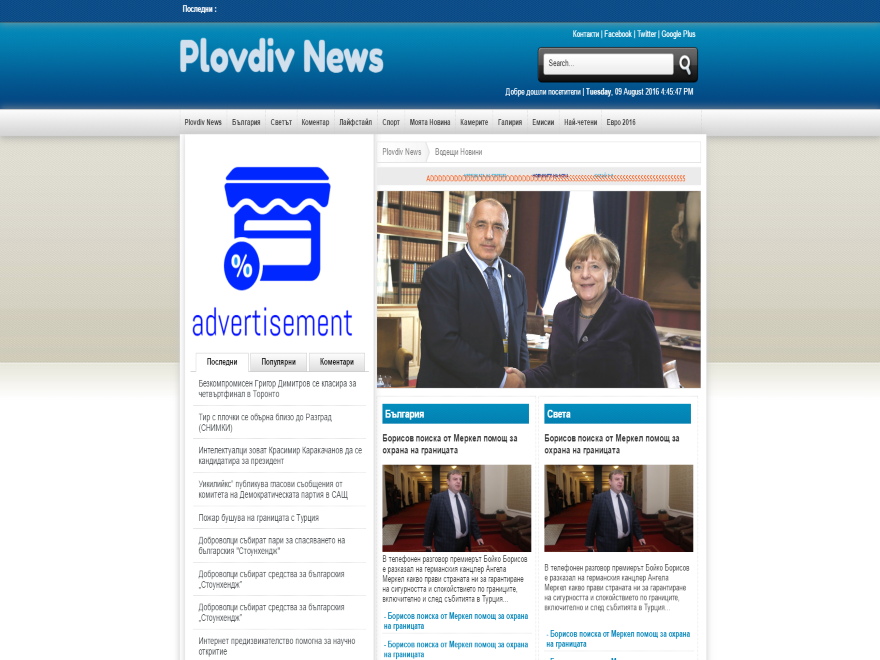 Последни :
Контакти | Facebook | Twitter | Google Plus
Plovdiv News
Search...
Добре дошли посетители | Tuesday, 09 August 2016 4:45:47 PM
Plovdiv News България Светът Коментар Лайфстайл Спорт Моята Новина Камерите Галирия Емисии Най-четени Евро 2016
Plovdiv News Водещи Новини
%
advertisement
Последни Популярни Коментари
Безкомпромисен Григор Димитров се класира за
четвъртфинал в Торонто
Тир с плочки се обърна близо до Разград
(СНИМКИ)
Интелектуалци зоват Красимир Каракачанов да се
кандидатира за президент
Уикилийкс" публикува гласови съобщения от
комитета на Демократическата партия в САЩ
Пожар бушува на границата с Турция
Доброволци събират пари за спасяването на
българския "Стоунхендж"
Доброволци събират средства за българский
„Стоунхендж"
Доброволци събират средства за българский
„Стоунхендж"
Интернет предизвикателство помогна за научно
откритие
България
Борисов поиска от Меркел помощ за
охрана на границата
В телефонен разговор премиерът Бойко Борисов
е разказал на германския канцлер Ангела
Меркел какво прави страната ни за гарантиране
на сигурността и спокойствието по границите,
включително и след събитията в Турция...
- Борисов поиска от Меркел помощ за охрана
на границата
- Борисов поиска от Меркел помощ за охрана
на границата
Света
Борисов поиска от Меркел помощ за
охрана на границата
В телефонен разговор премиерът Бойко Борисов
е разказал на германския канцлер Ангела
Меркел какво прави страната ни за гарантиране
на сигурността и спокойствието по границите,
включително и след събитията в Турция...
- Борисов поиска от Меркел помощ за охрана
на границата